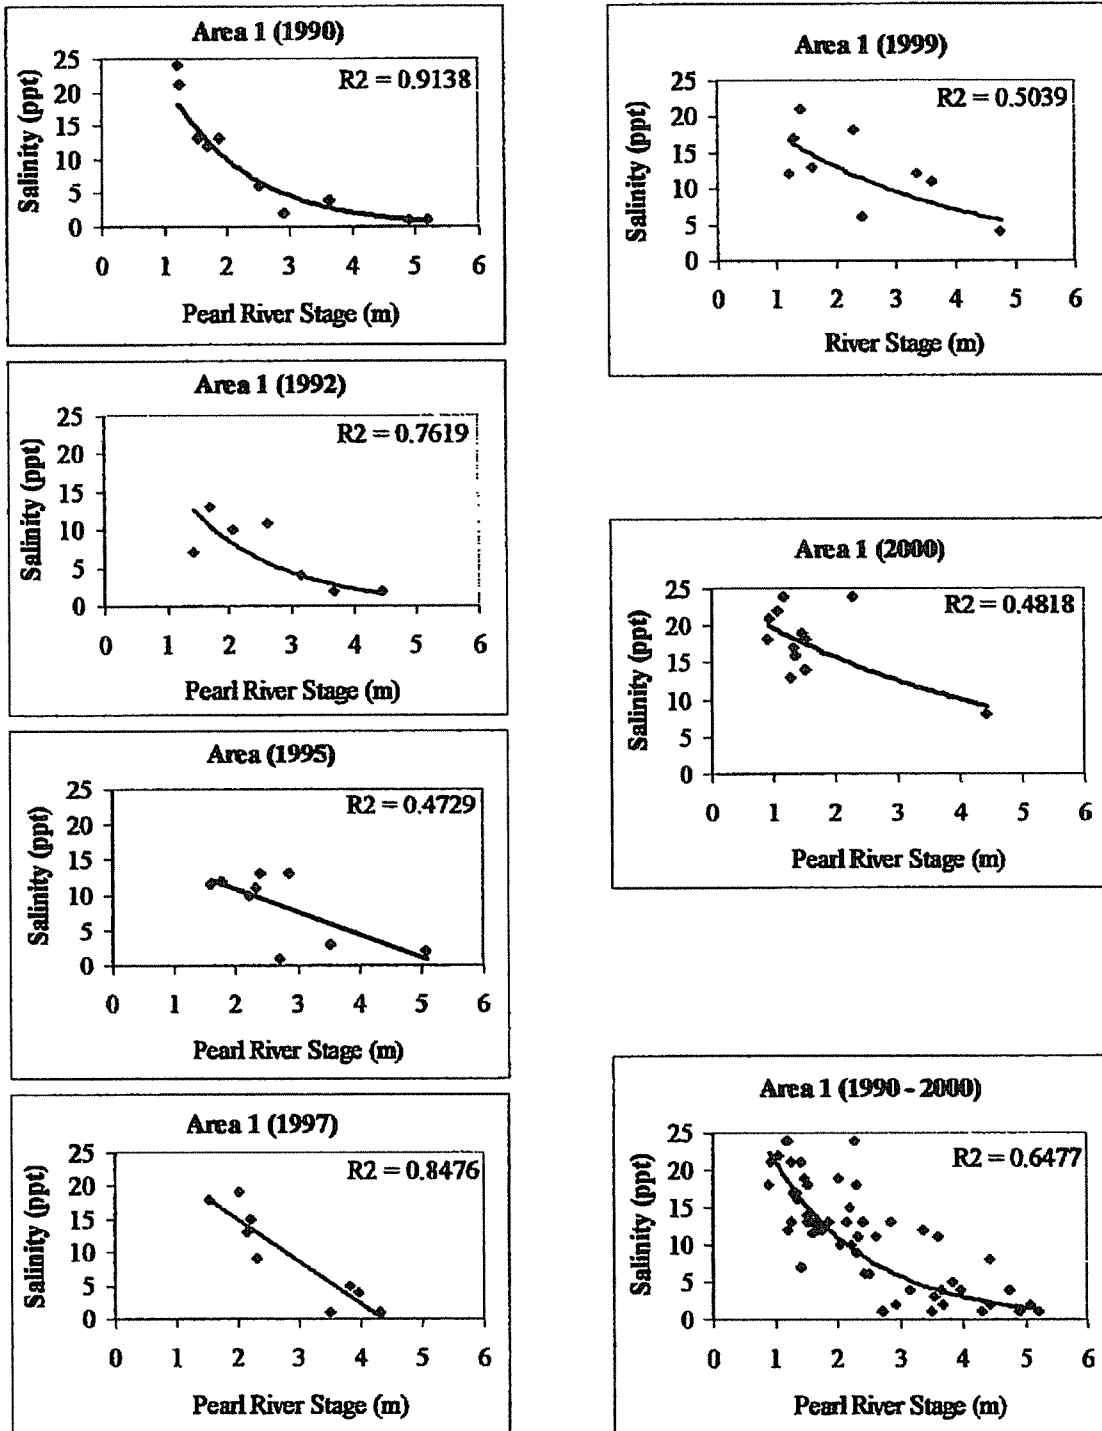 Area 1 (1990)
R2 = 0.9138
Salinity (ppt)
25
20
15
10
5
0
0 1 2 3 4 5 6
Pearl River Stage (m)
Area 1 (1992)
R2 = 0.7619
Salinity (ppt)
25
20
15
10
5
0
0 1 2 3 4 5 6
Pearl River Stage (m)
Area (1995)
R2 = 0.4729
Salinity (ppt)
25
20
15
10
5
0
0 1 2 3 4 5 6
Pearl River Stage (m)
Area 1 (1997)
R2 = 0.8476
Salinity (ppt)
25
20
15
10
5
0
0 1 2 3 4 5 6
Pearl River Stage (m)
Area 1 (1999)
R2 = 0.5039
Salinity (ppt)
25
20
15
10
5
0
0 1 2 3 4 5 6
River Stage (m)
Area 1 (2000)
R2 = 0.4818
Salinity (ppt)
25
20
15
10
5
0
0 1 2 3 4 5 6
Pearl River Stage (m)
Area 1 (1990 - 2000)
R2 = 0.6477
Salinity (ppt)
25
20
15
10
5
0
0 1 2 3 4 5 6
Pearl River Stage (m)